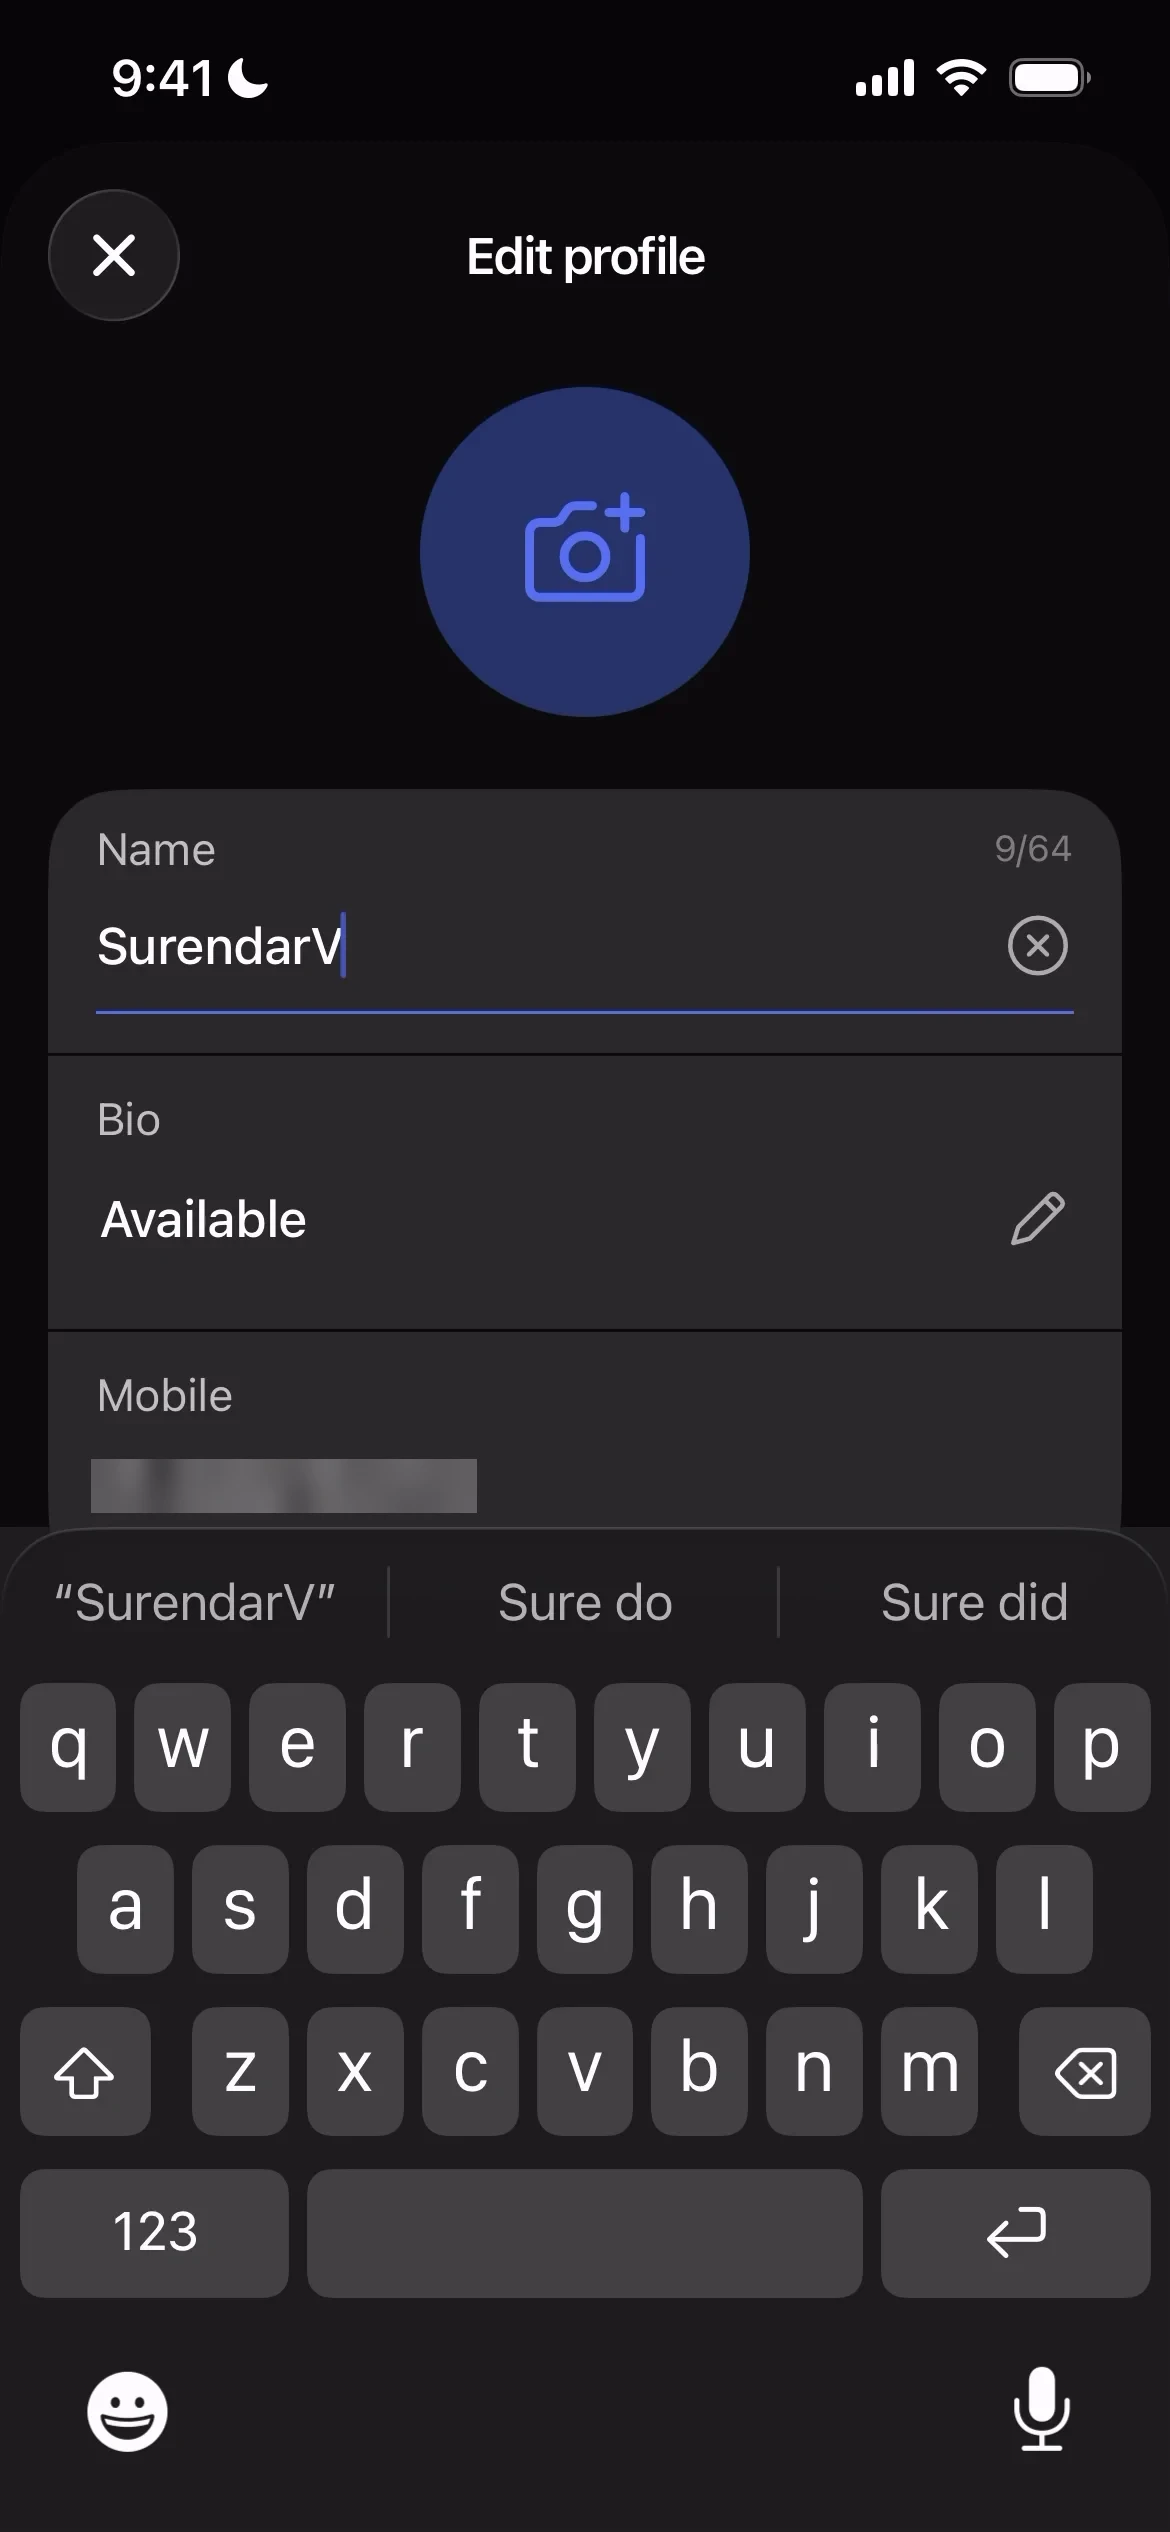 9:41
Edit profile
Name 9/64
SurendarV
Bio
Available
Mobile
“SurendarV” Sure do Sure did
q w e r t y u i o p
a s d f g h j k l
z x c v b n m
123